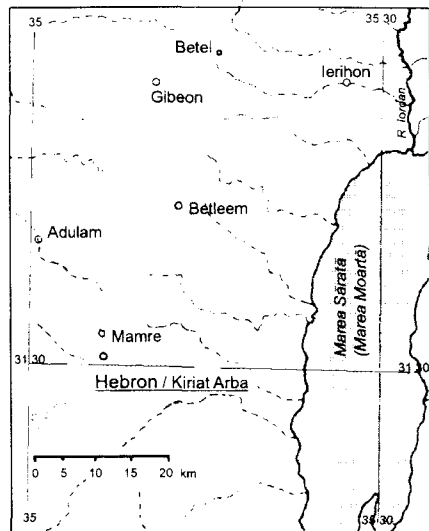 35
35 30
Betel
Ierihon
Gibeon
R Iordan
Betleem
Adulam
Marea Sărată
(Marea Moartă)
Mamre
31 30
31 30
Hebron / Kiriat Arba
0 5 10 20 km
35
35 30